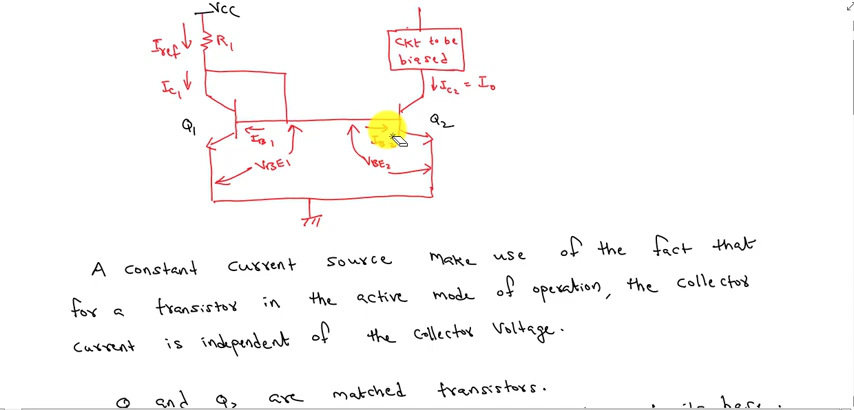 VCC
Iref
R1
CKT to be
biased
IC1
IC2 = Io
Q1
Q2
IB1
VBE1
VBE2
A constant current source make use of the fact that
for a transistor in the active mode of operation, the collector
current is independent of the collector voltage.
and Q2 are matched transistors.
base